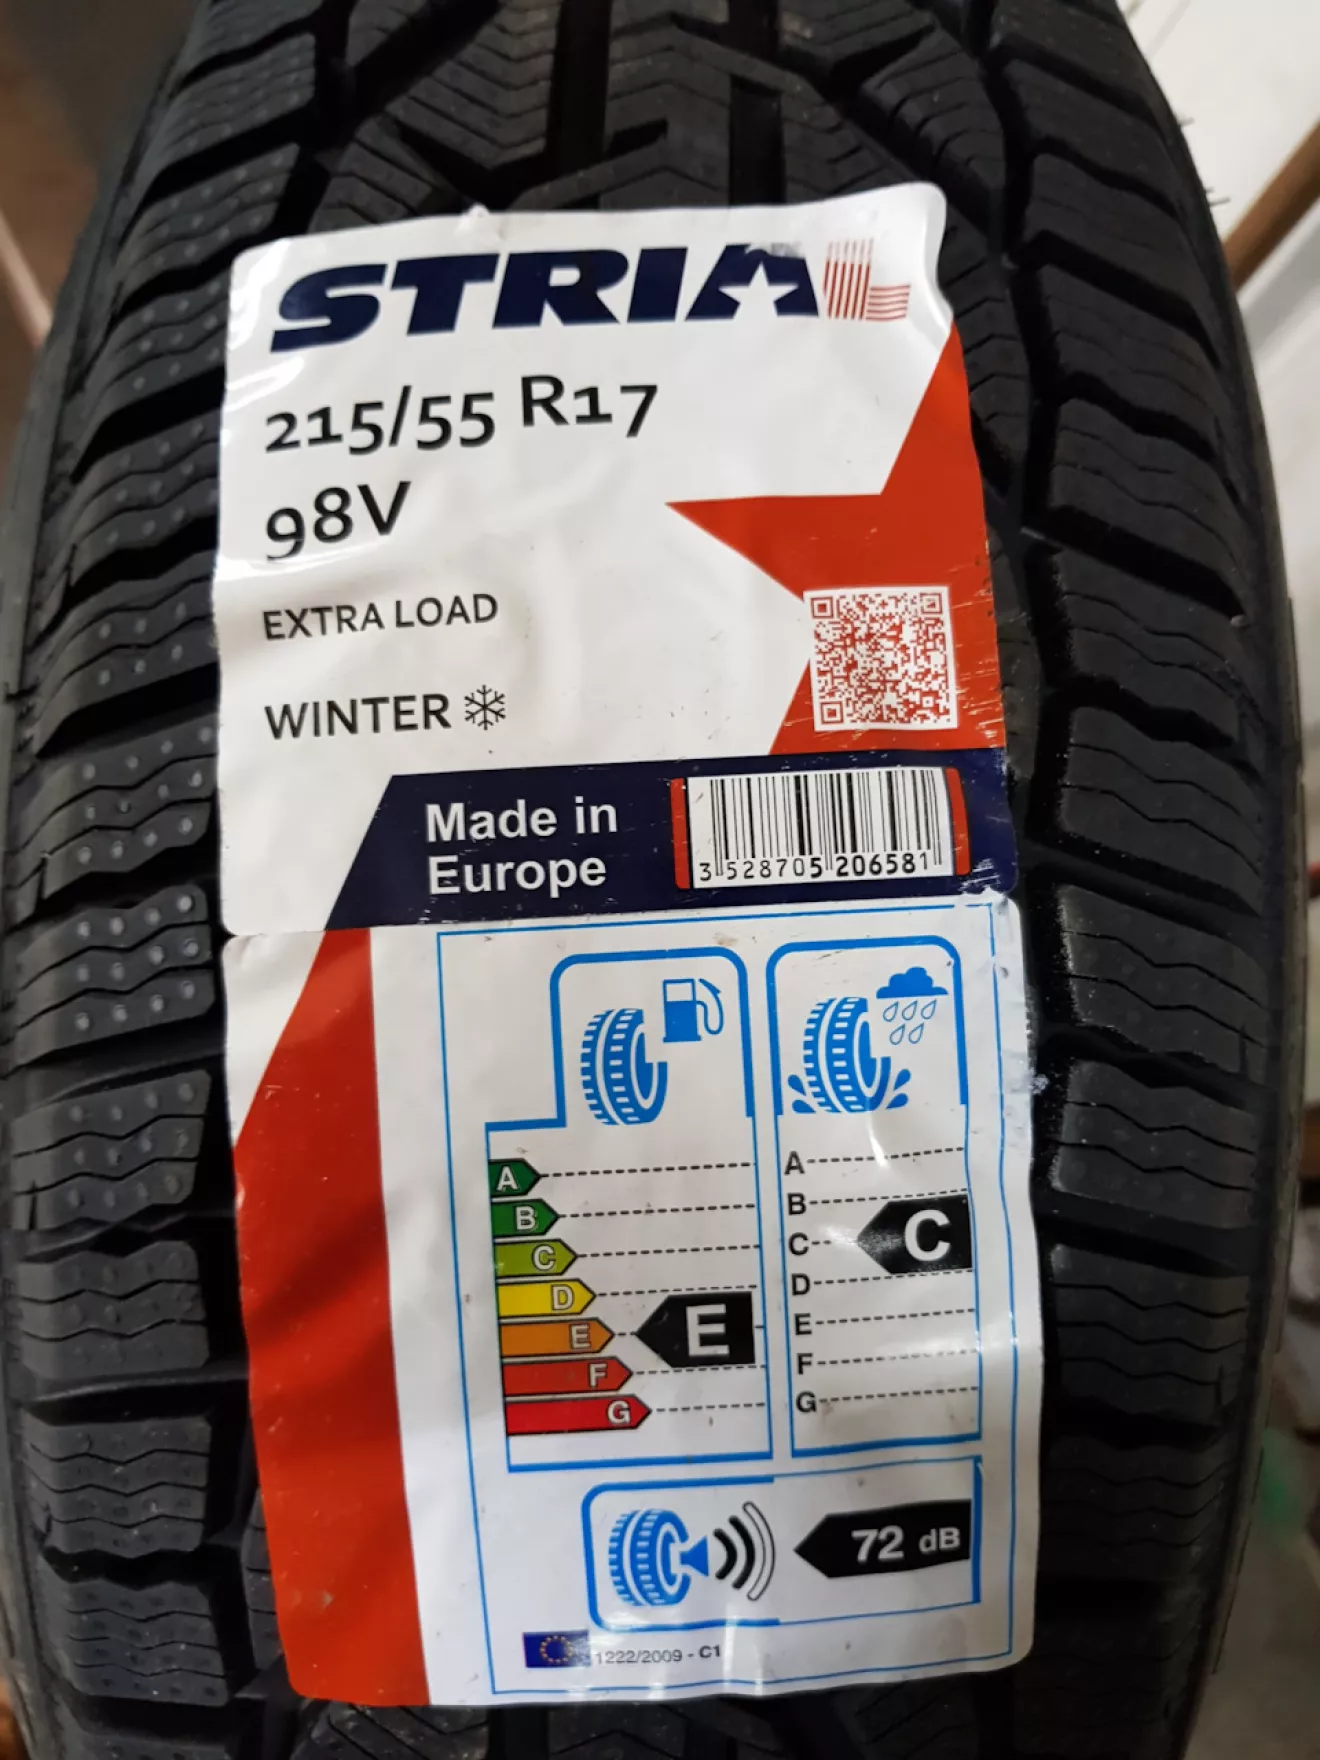 STRIAL
215/55 R17
98V
EXTRA LOAD
WINTER
Made in
Europe
3 528705 206581
A
B
C
D
E
F
G
E
A
B
C
D
E
F
G
C
72 dB
1222/2009 - C1